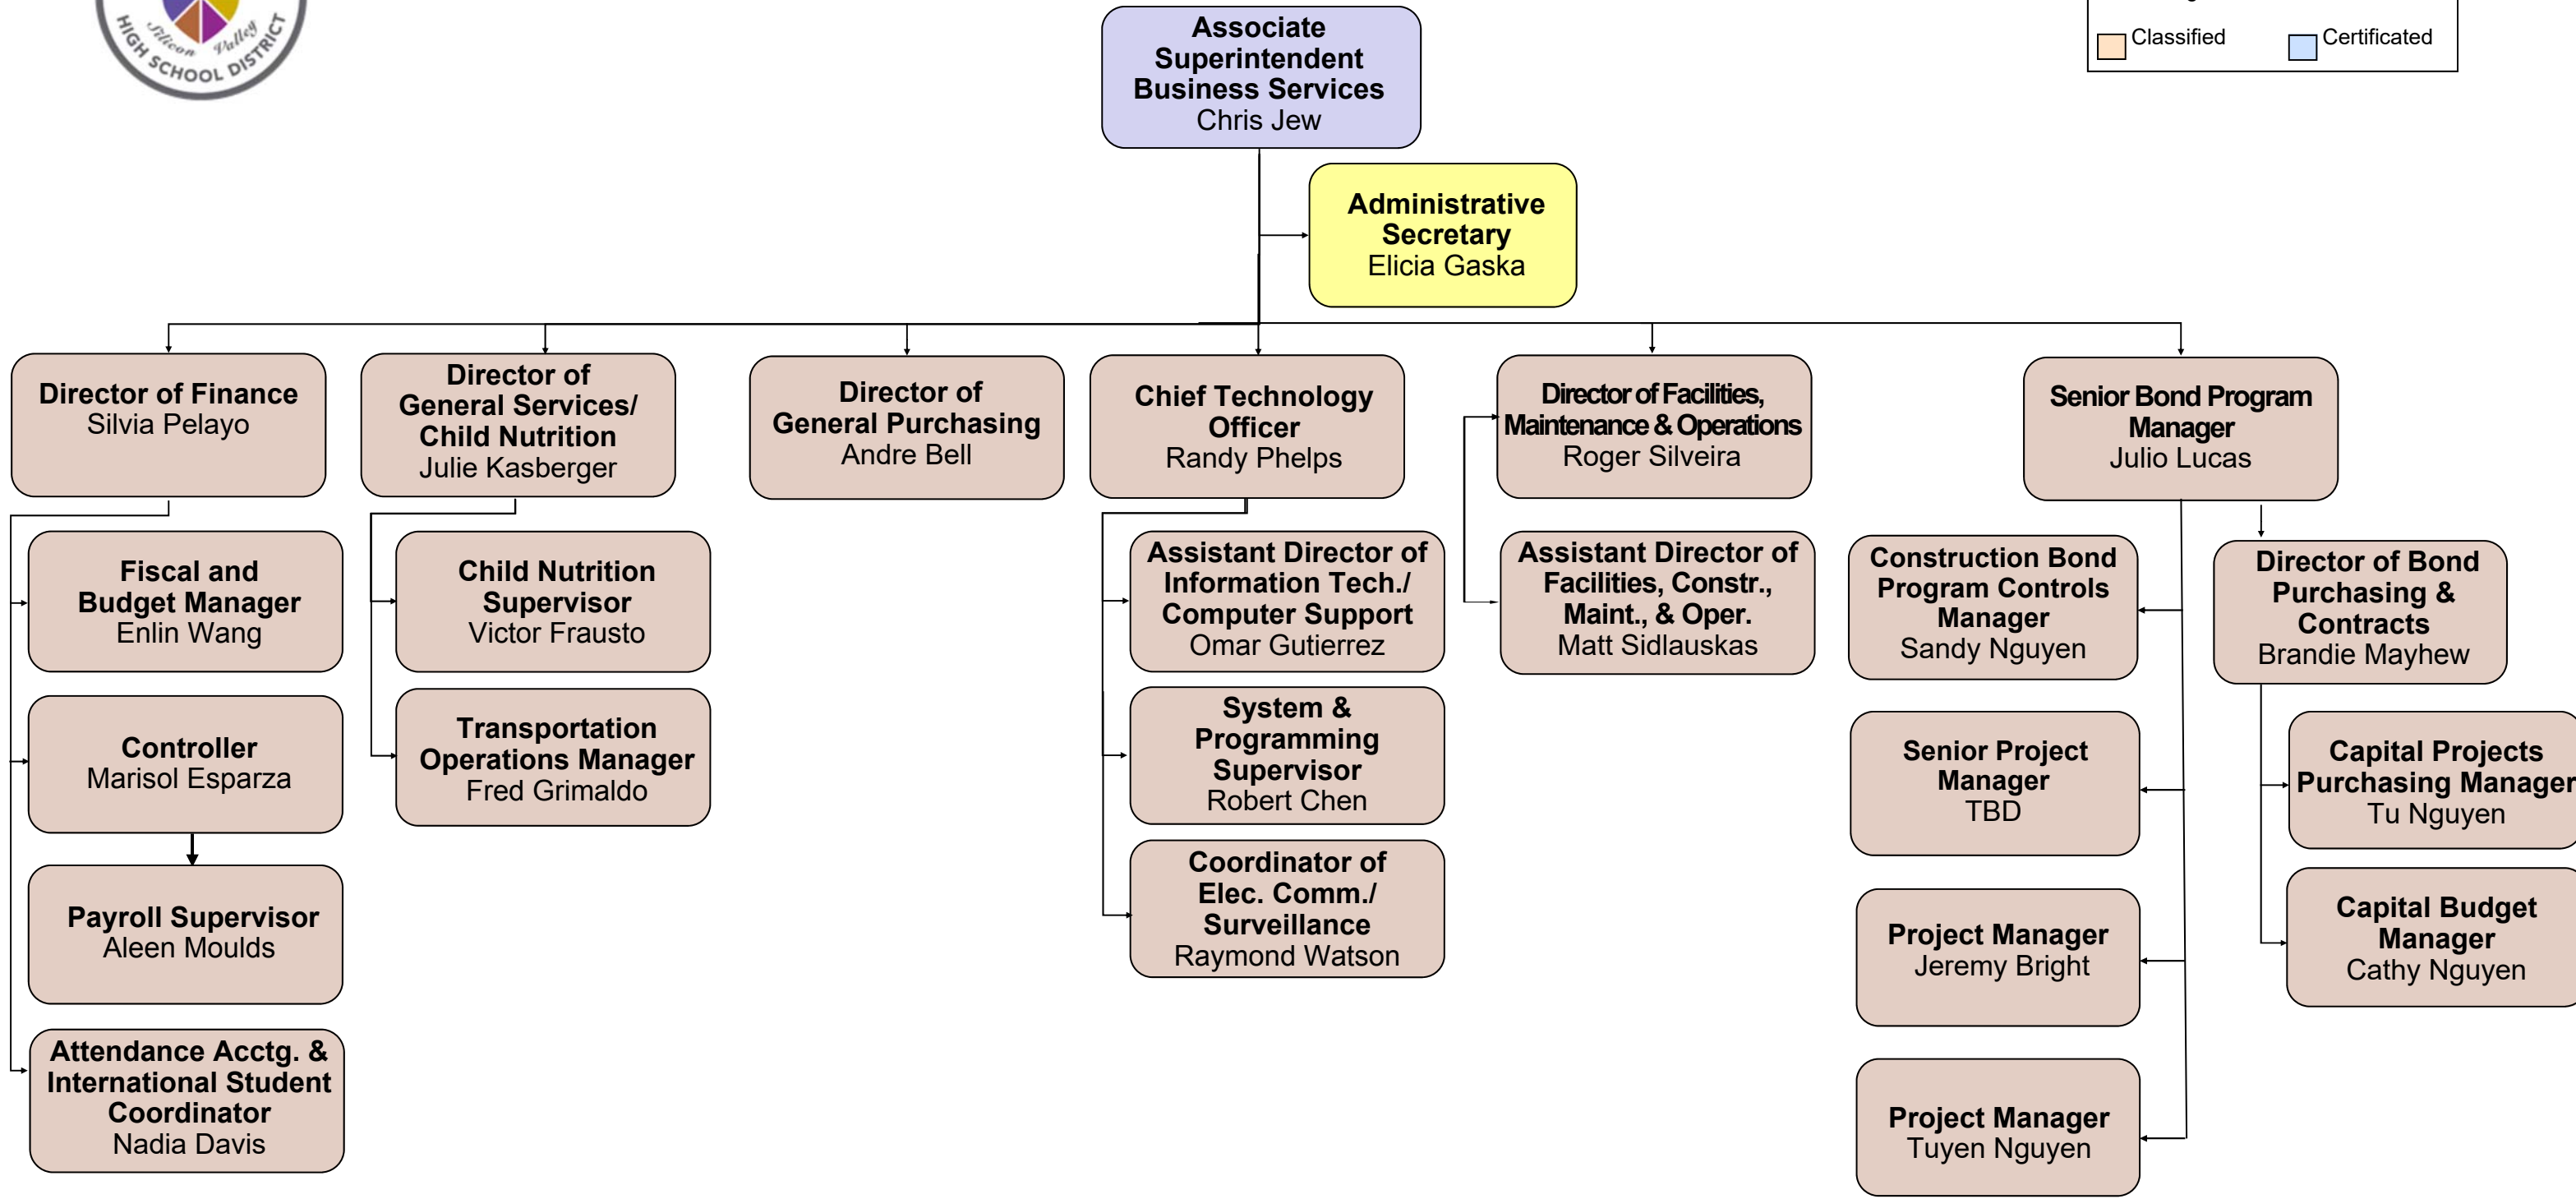 Silicon Valley
HIGH SCHOOL DISTRICT
Classified
Certificated
Associate
Superintendent
Business Services
Chris Jew
Administrative
Secretary
Elicia Gaska
Director of Finance
Silvia Pelayo
Director of
General Services/
Child Nutrition
Julie Kasberger
Director of
General Purchasing
Andre Bell
Chief Technology
Officer
Randy Phelps
Director of Facilities,
Maintenance & Operations
Roger Silveira
Senior Bond Program
Manager
Julio Lucas
Fiscal and
Budget Manager
Enlin Wang
Child Nutrition
Supervisor
Victor Frausto
Assistant Director of
Information Tech./
Computer Support
Omar Gutierrez
Assistant Director of
Facilities, Constr.,
Maint., & Oper.
Matt Sidlauskas
Construction Bond
Program Controls
Manager
Sandy Nguyen
Director of Bond
Purchasing &
Contracts
Brandie Mayhew
Controller
Marisol Esparza
Transportation
Operations Manager
Fred Grimaldo
System &
Programming
Supervisor
Robert Chen
Senior Project
Manager
TBD
Capital Projects
Purchasing Manager
Tu Nguyen
Payroll Supervisor
Aleen Moulds
Coordinator of
Elec. Comm./
Surveillance
Raymond Watson
Project Manager
Jeremy Bright
Capital Budget
Manager
Cathy Nguyen
Attendance Acctg. &
International Student
Coordinator
Nadia Davis
Project Manager
Tuyen Nguyen